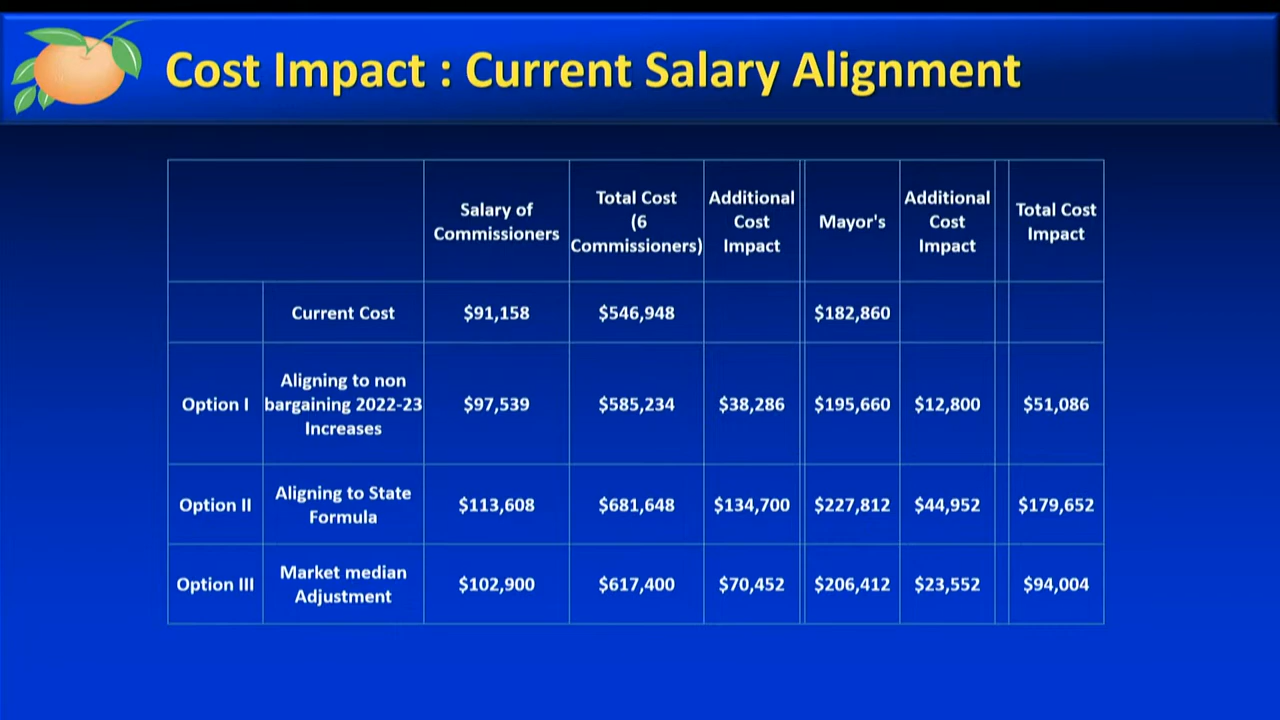 Cost Impact : Current Salary Alignment
Salary of
Commissioners
Total Cost
(6
Commissioners)
Additional
Cost
Impact
Mayor's
Additional
Cost
Impact
Total Cost
Impact
Current Cost
$91,158
$546,948
$182,860
Option I
Aligning to non
bargaining 2022-23
Increases
$97,539
$585,234
$38,286
$195,660
$12,800
$51,086
Option II
Aligning to State
Formula
$113,608
$681,648
$134,700
$227,812
$44,952
$179,652
Option III
Market median
Adjustment
$102,900
$617,400
$70,452
$206,412
$23,552
$94,004